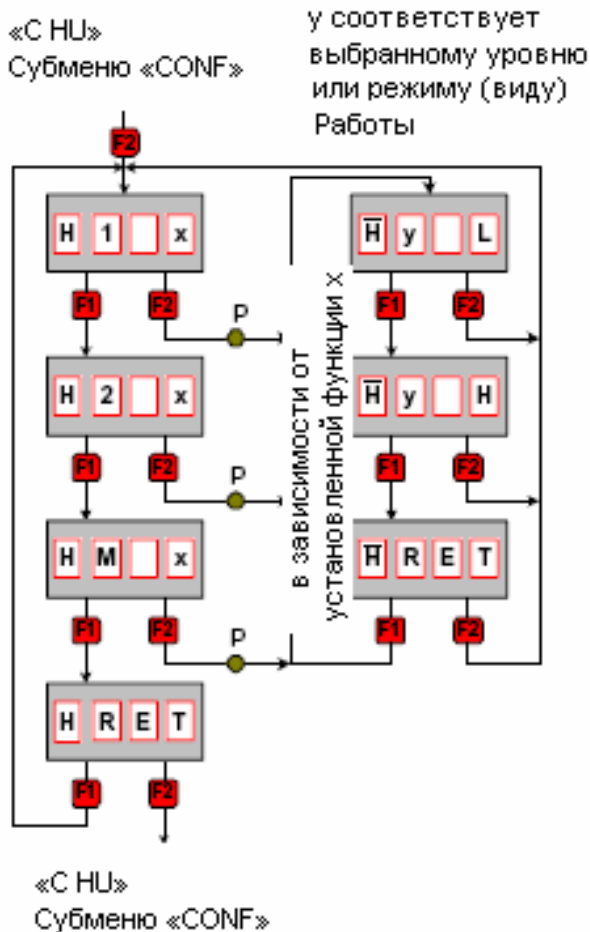 «С HU»
Субменю «CONF»
у соответствует
выбранному уровню
или режиму (виду)
Работы
F2
H 1 x
F1 F2
P
H 2 x
F1 F2
P
H M x
F1 F2
P
H R E T
F1 F2
в зависимости от
установленной функции x
H̅ y L
F1 F2
H̅ y H
F1 F2
H̅ R E T
F1 F2
«С HU»
Субменю «CONF»